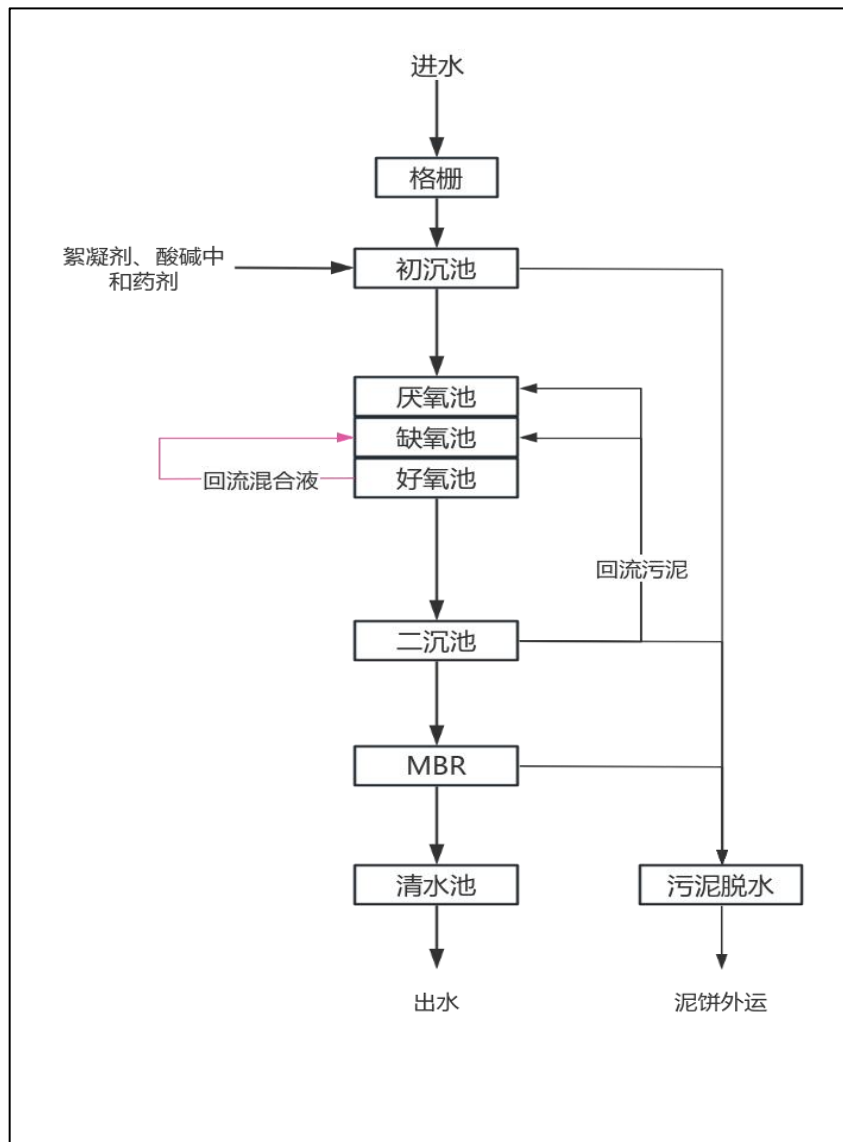 进水
格栅
絮凝剂、酸碱中
和药剂
初沉池
厌氧池
缺氧池
回流混合液
好氧池
回流污泥
二沉池
MBR
清水池
污泥脱水
出水
泥饼外运